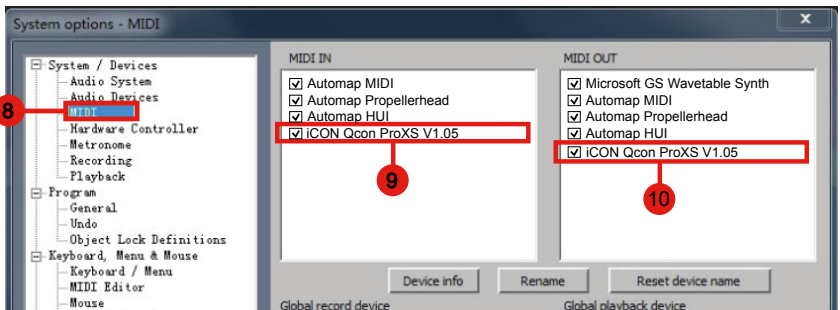 System options - MIDI
x
System / Devices
Audio System
Audio Devices
MIDI
Hardware Controller
Metronome
Recording
Playback
Program
General
Undo
Object Lock Definitions
Keyboard, Menu & Mouse
Keyboard / Menu
MIDI Editor
Mouse
8
MIDI IN
Automap MIDI
Automap Propellerhead
Automap HUI
iCON Qcon ProXS V1.05
9
MIDI OUT
Microsoft GS Wavetable Synth
Automap MIDI
Automap Propellerhead
Automap HUI
iCON Qcon ProXS V1.05
10
Device info
Rename
Reset device name
Global record device
Global playback device